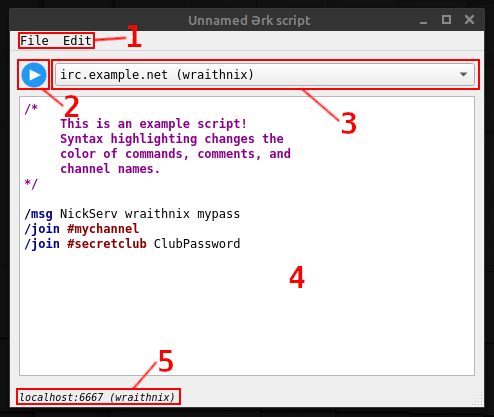 Unnamed Ərk script
File Edit
1
irc.example.net (wraithnix)
2
3
/*
This is an example script!
Syntax highlighting changes the
color of commands, comments, and
channel names.
*/
/msg NickServ wraithnix mypass
/join #mychannel
/join #secretclub ClubPassword
4
5
localhost:6667 (wraithnix)